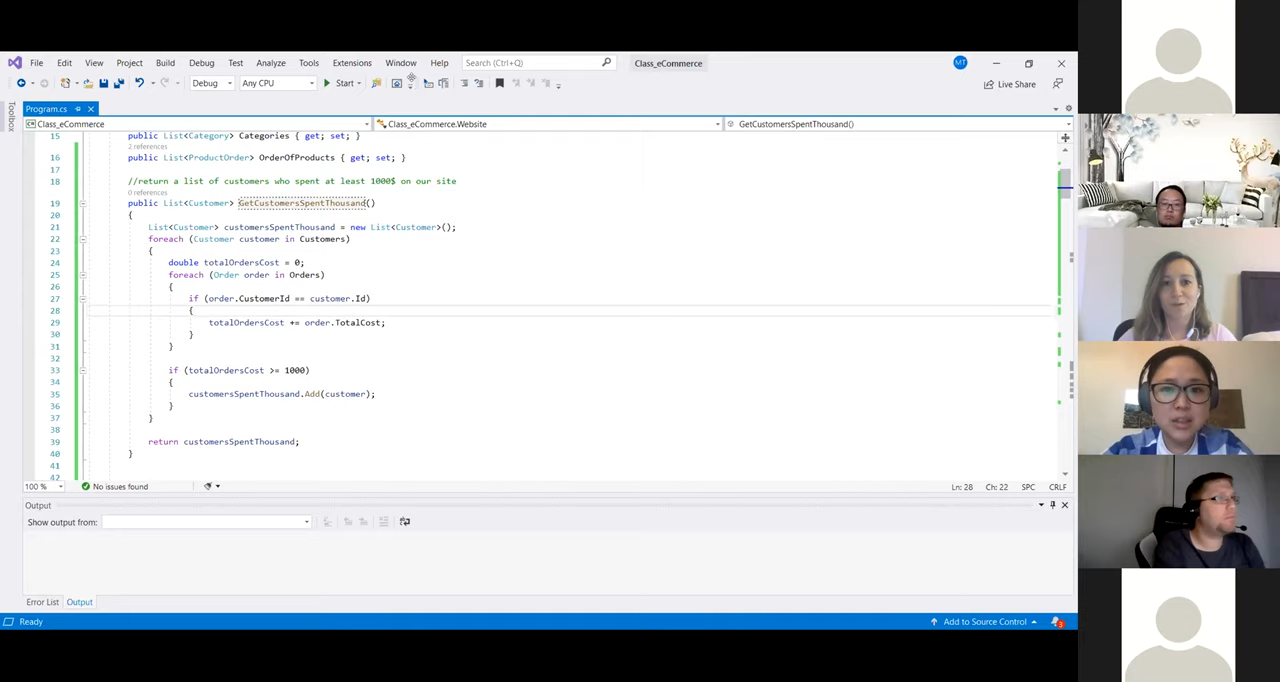 File Edit View Project Build Debug Test Analyze Tools Extensions Window Help Search (Ctrl+Q) Class_eCommerce MT
Debug Any CPU Start Live Share
Toolbox
Program.cs
Class_eCommerce Class_eCommerce.Website GetCustomersSpentThousand()
15 public List<Category> Categories { get; set; }
2 references
16 public List<ProductOrder> OrderOfProducts { get; set; }
17
18 //return a list of customers who spent at least 1000$ on our site
0 references
19 public List<Customer> GetCustomersSpentThousand()
20 {
21 List<Customer> customersSpentThousand = new List<Customer>();
22 foreach (Customer customer in Customers)
23 {
24 double totalOrdersCost = 0;
25 foreach (Order order in Orders)
26 {
27 if (order.CustomerId == customer.Id)
28 {
29 totalOrdersCost += order.TotalCost;
30 }
31 }
32
33 if (totalOrdersCost >= 1000)
34 {
35 customersSpentThousand.Add(customer);
36 }
37 }
38
39 return customersSpentThousand;
40 }
41
42
100 % No issues found Ln: 28 Ch: 22 SPC CRLF
Output
Show output from:
Error List Output
Ready Add to Source Control 3